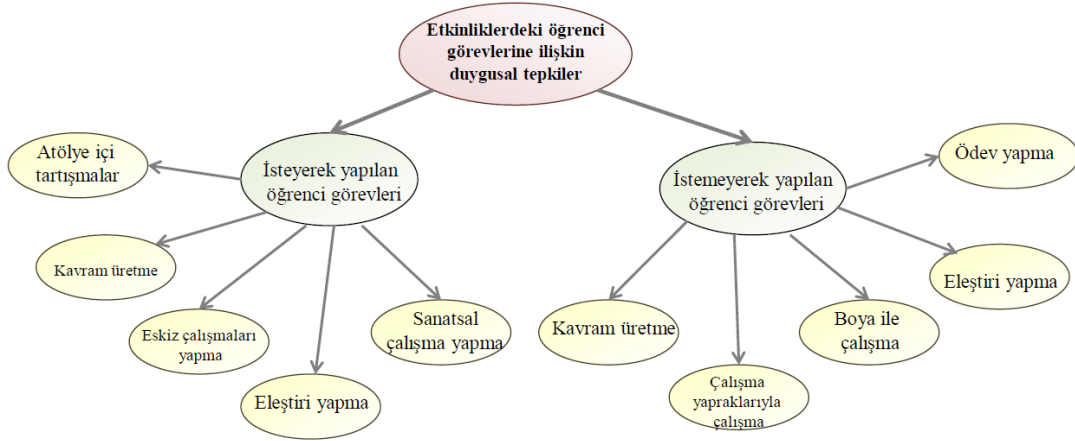 Etkinliklerdeki öğrenci
görevlerine ilişkin
duygusal tepkiler
İsteyerek yapılan
öğrenci görevleri
Atölye içi
tartışmalar
Kavram üretme
Eskiz çalışmaları
yapma
Eleştiri yapma
Sanatsal
çalışma yapma
İstemeyerek yapılan
öğrenci görevleri
Kavram üretme
Çalışma
yapraklarıyla
çalışma
Boya ile
çalışma
Eleştiri yapma
Ödev yapma